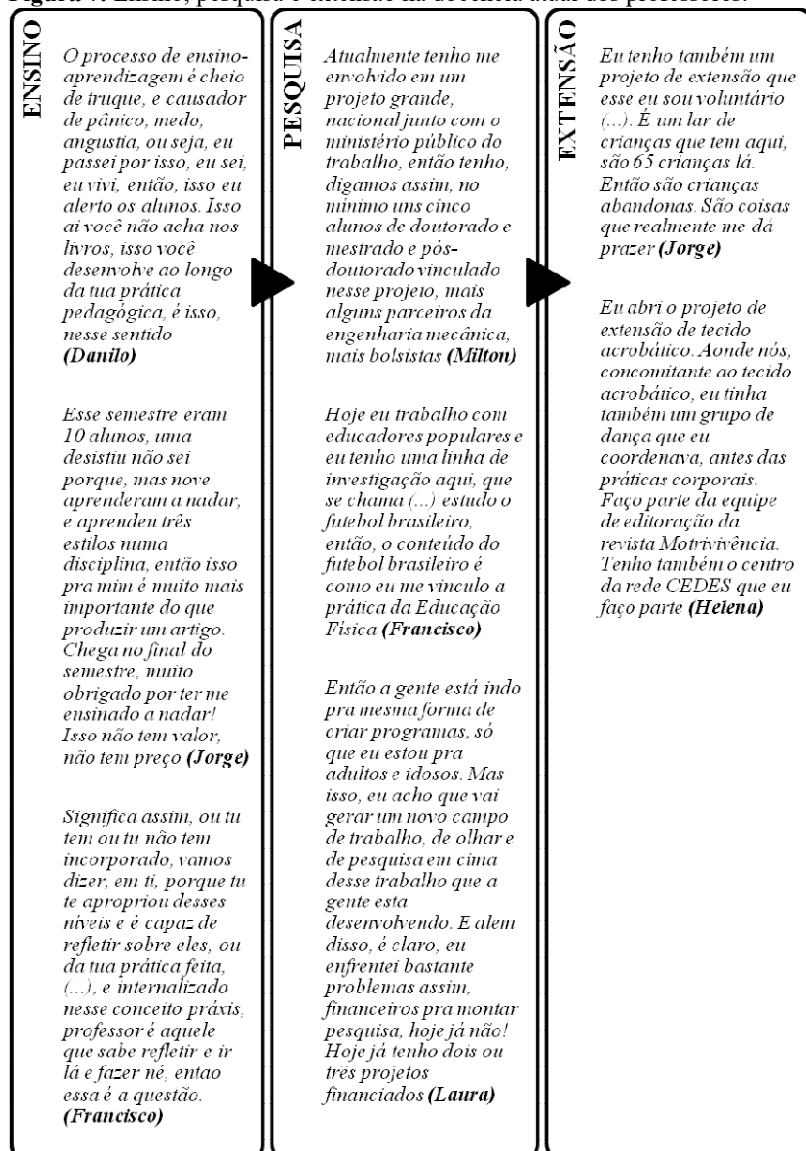 Ensino, pesquisa e extensão na docência atual dos professores.
ENSINO
O processo de ensino-
aprendizagem é cheio
de truque, e causador
de pânico, medo,
angustia, ou seja, eu
passei por isso, eu sei,
eu vivi, então, isso eu
alerto os alunos. Isso
ai você não acha nos
livros, isso você
desenvolve ao longo
da tua prática
pedagógica, é isso,
nesse sentido
(Danilo)
Esse semestre eram
10 alunos, uma
desistiu não sei
porque, mas nove
aprenderam a nadar,
e aprendeu três
estilos numa
disciplina, então isso
pra mim é muito mais
importante do que
produzir um artigo.
Chega no final do
semestre, muito
obrigado por ter me
ensinado a nadar!
Isso não tem valor,
não tem preço (Jorge)
Significa assim, ou tu
tem ou tu não tem
incorporado, vamos
dizer, em ti, porque tu
te apropriou desses
níveis e é capaz de
refletir sobre eles, ou
da tua prática feita,
(...), e internalizado
nesse conceito práxis,
professor é aquele
que sabe refletir e ir
lá e fazer né, entao
essa é a questão.
(Francisco)
PESQUISA
Atualmente tenho me
envolvido em um
projeto grande,
nacional junto com o
ministério público do
trabalho, então tenho,
digamos assim, no
mínimo uns cinco
alunos de doutorado e
mestrado e pós-
doutorado vinculado
nesse projeto, mais
alguns parceiros da
engenharia mecânica,
mais bolsistas (Milton)
Hoje eu trabalho com
educadores populares e
eu tenho uma linha de
investigação aqui, que
se chama (...) estudo o
futebol brasileiro,
então, o conteúdo do
futebol brasileiro é
como eu me vinculo a
prática da Educação
Física (Francisco)
Então a gente está indo
pra mesma forma de
criar programas, só
que eu estou pra
adultos e idosos. Mas
isso, eu acho que vai
gerar um novo campo
de trabalho, de olhar e
de pesquisa em cima
desse trabalho que a
gente esta
desenvolvendo. E alem
disso, é claro, eu
enfrentei bastante
problemas assim,
financeiros pra montar
pesquisa, hoje já não!
Hoje já tenho dois ou
três projetos
financiados (Laura)
EXTENSÃO
Eu tenho também um
projeto de extensão que
esse eu sou voluntário
(...). É um lar de
crianças que tem aqui,
são 65 crianças lá.
Então são crianças
abandonas. São coisas
que realmente me dá
prazer (Jorge)
Eu abri o projeto de
extensão de tecido
acrobático. Aonde nós,
concomitante ao tecido
acrobático, eu tinha
também um grupo de
dança que eu
coordenava, antes das
práticas corporais.
Faço parte da equipe
de editoração da
revista Motrivivência.
Tenho também o centro
da rede CEDES que eu
faço parte (Helena)